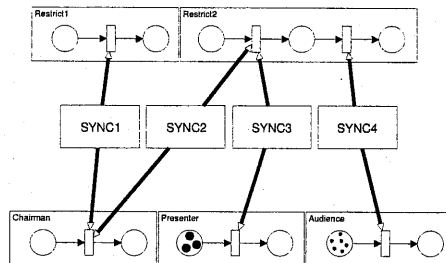 Restrict1
Restrict2
SYNC1
SYNC2
SYNC3
SYNC4
Chairman
Presenter
Audience